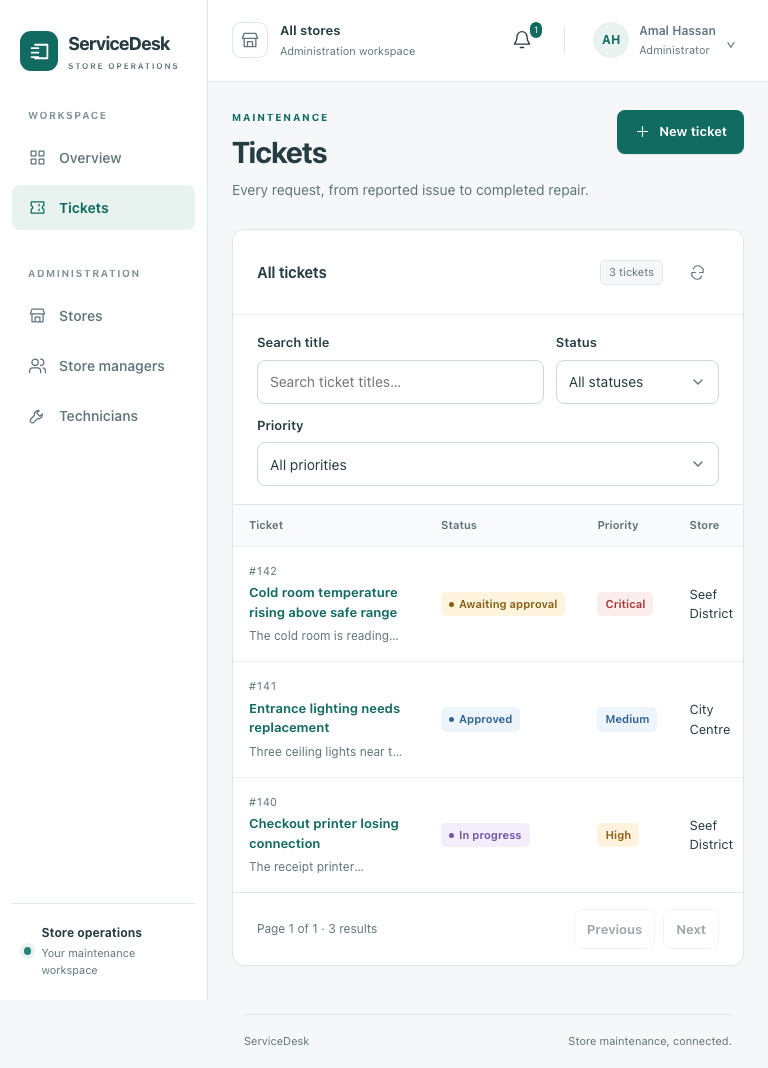 ServiceDesk
STORE OPERATIONS
WORKSPACE
Overview
Tickets
ADMINISTRATION
Stores
Store managers
Technicians
Store operations
Your maintenance
workspace
All stores
Administration workspace
1
AH
Amal Hassan
Administrator
MAINTENANCE
Tickets
Every request, from reported issue to completed repair.
New ticket
All tickets
3 tickets
Search title
Status
Search ticket titles...
All statuses
Priority
All priorities
Ticket Status Priority Store
#142
Cold room temperature
rising above safe range
The cold room is reading...
Awaiting approval
Critical
Seef
District
#141
Entrance lighting needs
replacement
Three ceiling lights near t...
Approved
Medium
City
Centre
#140
Checkout printer losing
connection
The receipt printer...
In progress
High
Seef
District
Page 1 of 1 · 3 results
Previous
Next
ServiceDesk
Store maintenance, connected.